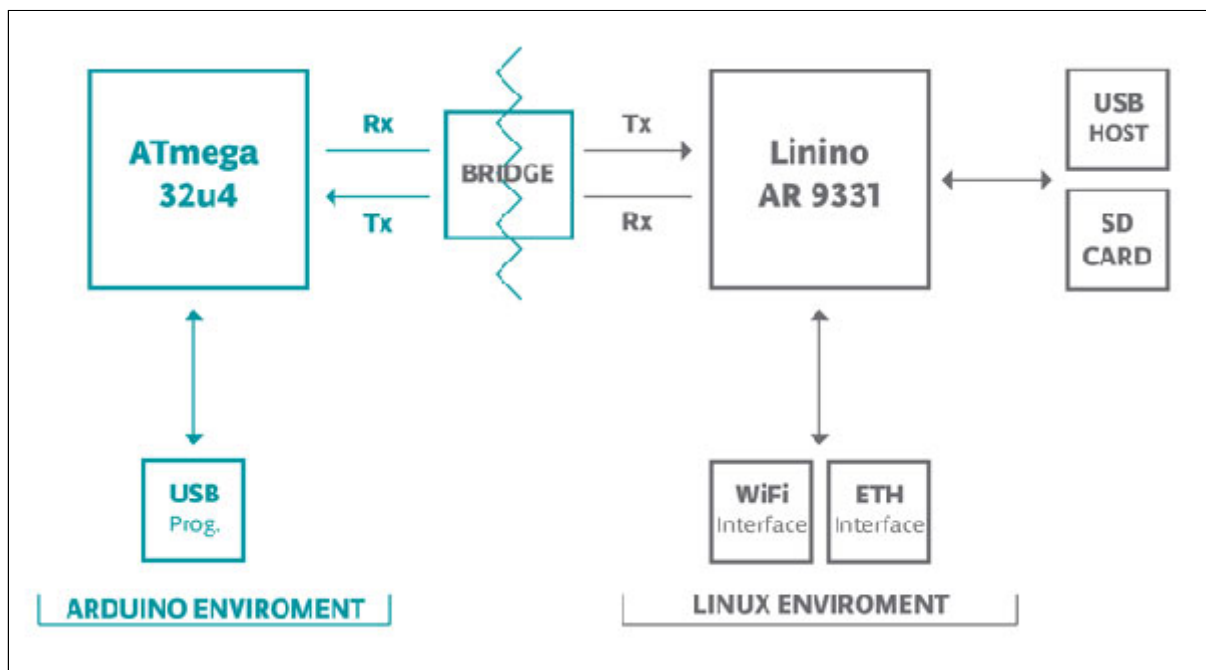 ATmega
32u4
Rx
Tx
BRIDGE
Tx
Rx
Linino
AR 9331
USB
HOST
SD
CARD
USB
Prog.
WiFi
Interface
ETH
Interface
ARDUINO ENVIROMENT
LINUX ENVIROMENT